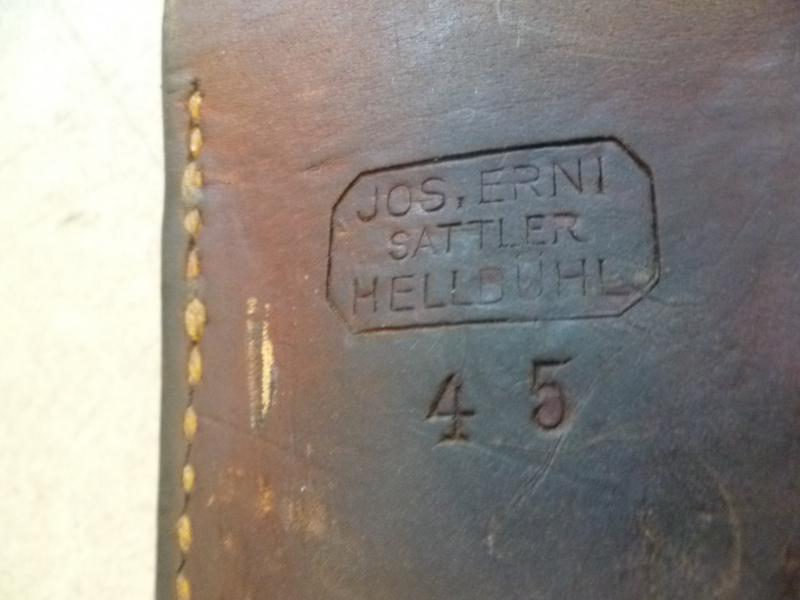 JOS, ERNI
SATTLER
HELLBÜHL
45